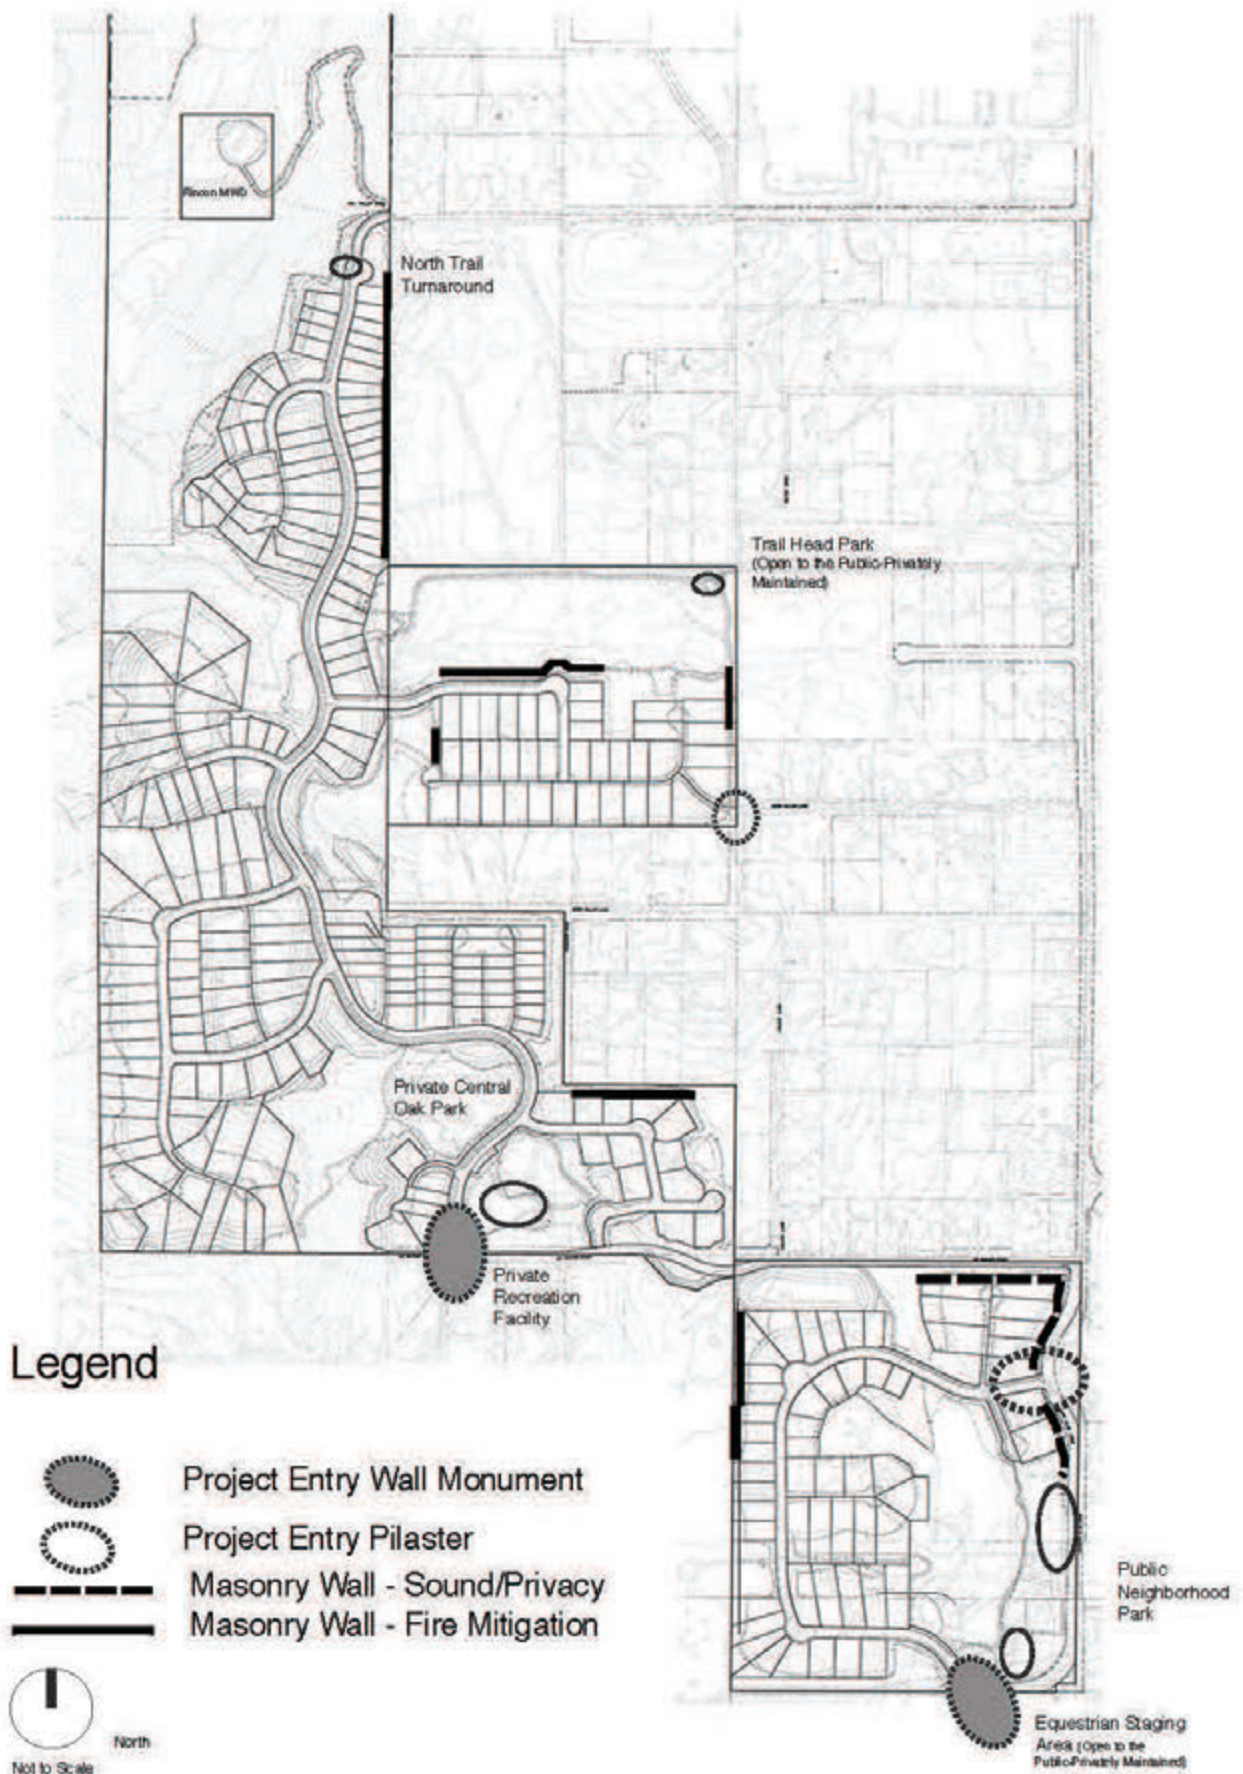 Rincon MWD
North Trail
Turnaround
Trail Head Park
(Open to the Public-Privately
Maintained)
Private Central
Oak Park
Private
Recreation
Facility
Legend
Project Entry Wall Monument
Project Entry Pilaster
Masonry Wall - Sound/Privacy
Masonry Wall - Fire Mitigation
Public
Neighborhood
Park
North
Not to Scale
Equestrian Staging
Area (Open to the
Public-Privately Maintained)